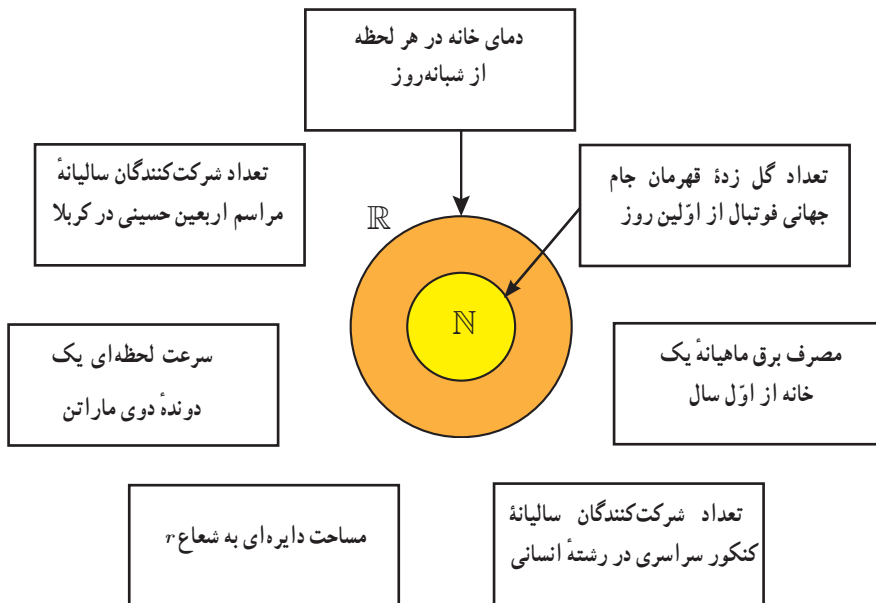 دمای خانه در هر لحظه
از شبانه‌روز
تعداد گل زدهٔ قهرمان جام
جهانی فوتبال از اوّلین روز
تعداد شرکت‌کنندگان سالیانهٔ
مراسم اربعین حسینی در کربلا
ℝ
ℕ
مصرف برق ماهیانهٔ یک
خانه از اوّل سال
سرعت لحظه‌ای یک
دوندهٔ دوی ماراتن
تعداد شرکت‌کنندگان سالیانهٔ
کنکور سراسری در رشتهٔ انسانی
مساحت دایره‌ای به شعاع r